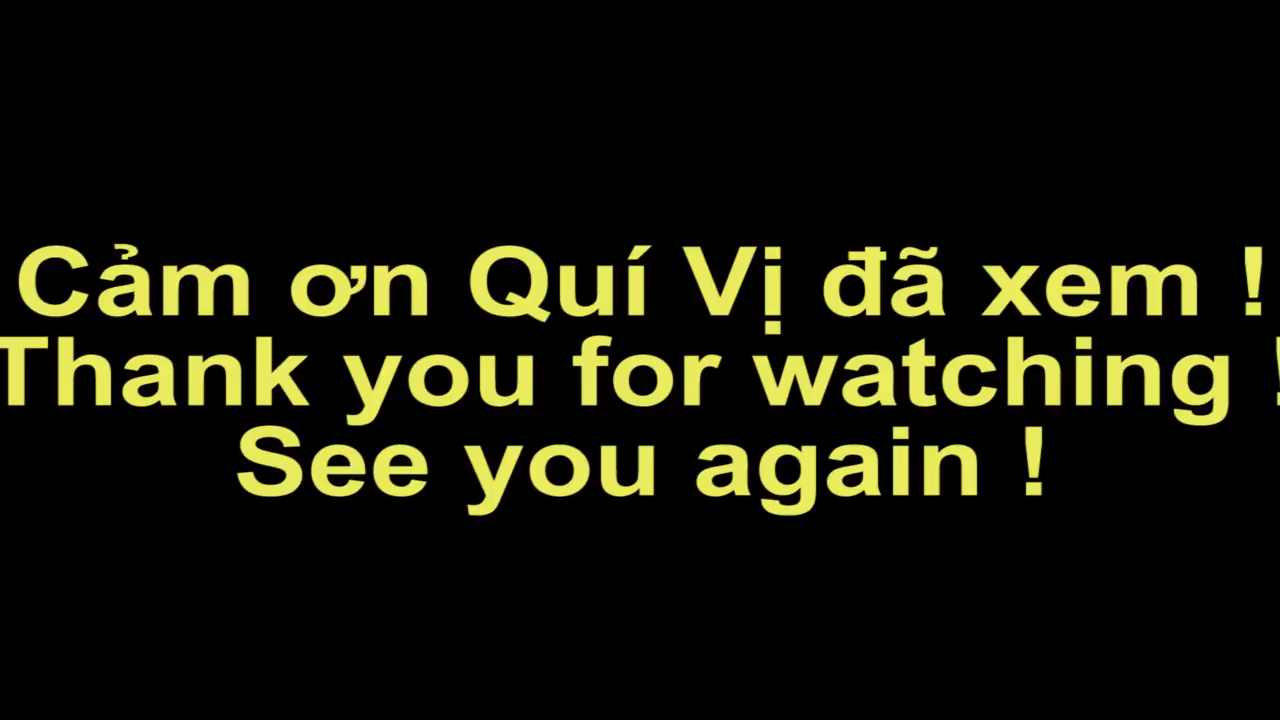 Cảm ơn Quí Vị đã xem !
Thank you for watching !
See you again !